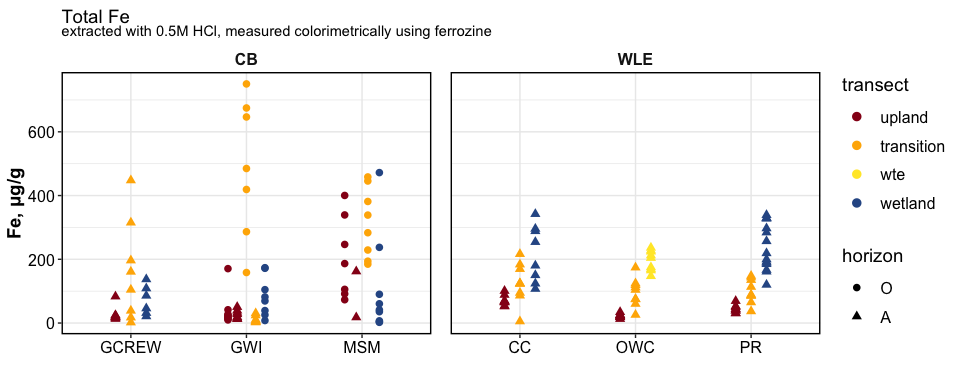 Total Fe
extracted with 0.5M HCl, measured colorimetrically using ferrozine
CB
WLE
Fe, µg/g
600
400
200
0
GCREW
GWI
MSM
CC
OWC
PR
transect
upland
transition
wte
wetland
horizon
O
A